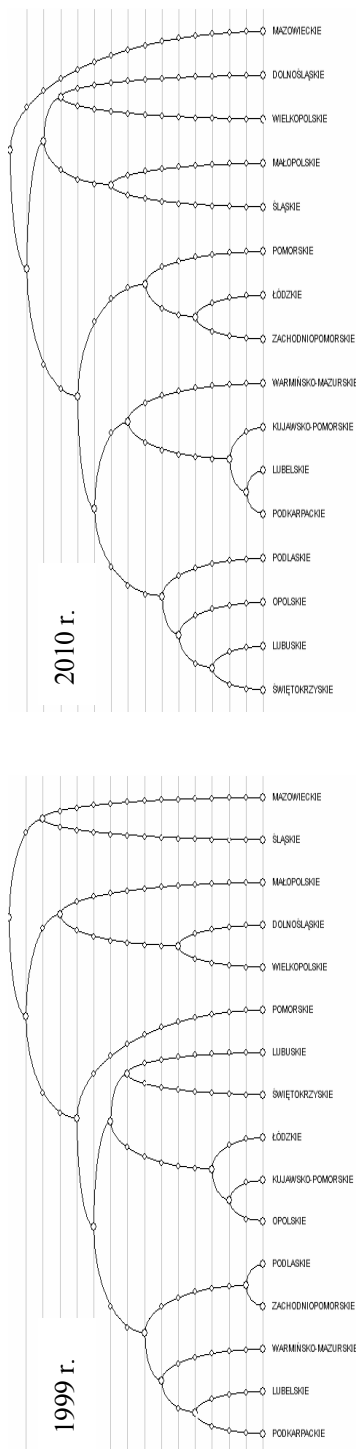 MAZOWIECKIE
DOLNOŚLĄSKIE
WIELKOPOLSKIE
MAŁOPOLSKIE
ŚLĄSKIE
POMORSKIE
ŁÓDZKIE
ZACHODNIOPOMORSKIE
WARMIŃSKO-MAZURSKIE
KUJAWSKO-POMORSKIE
LUBELSKIE
PODKARPACKIE
PODLASKIE
OPOLSKIE
LUBUSKIE
ŚWIĘTOKRZYSKIE
2010 r.
MAZOWIECKIE
ŚLĄSKIE
MAŁOPOLSKIE
DOLNOŚLĄSKIE
WIELKOPOLSKIE
POMORSKIE
LUBUSKIE
ŚWIĘTOKRZYSKIE
ŁÓDZKIE
KUJAWSKO-POMORSKIE
OPOLSKIE
PODLASKIE
ZACHODNIOPOMORSKIE
WARMIŃSKO-MAZURSKIE
LUBELSKIE
PODKARPACKIE
1999 r.